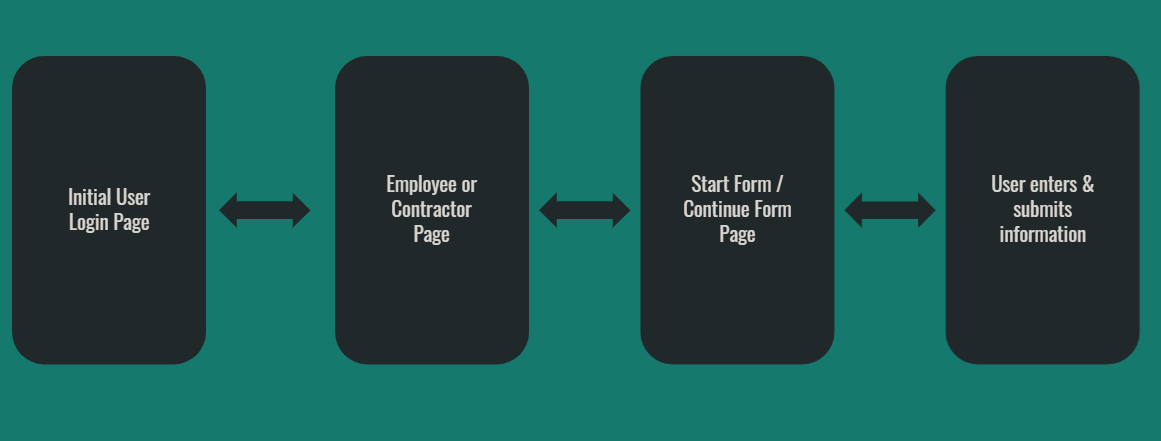 Initial User
Login Page
Employee or
Contractor
Page
Start Form /
Continue Form
Page
User enters &
submits
information